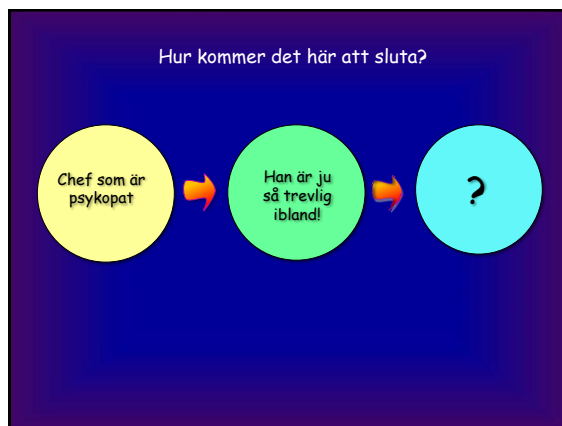 Hur kommer det här att sluta?
Chef som är
psykopat
Han är ju
så trevlig
ibland!
?